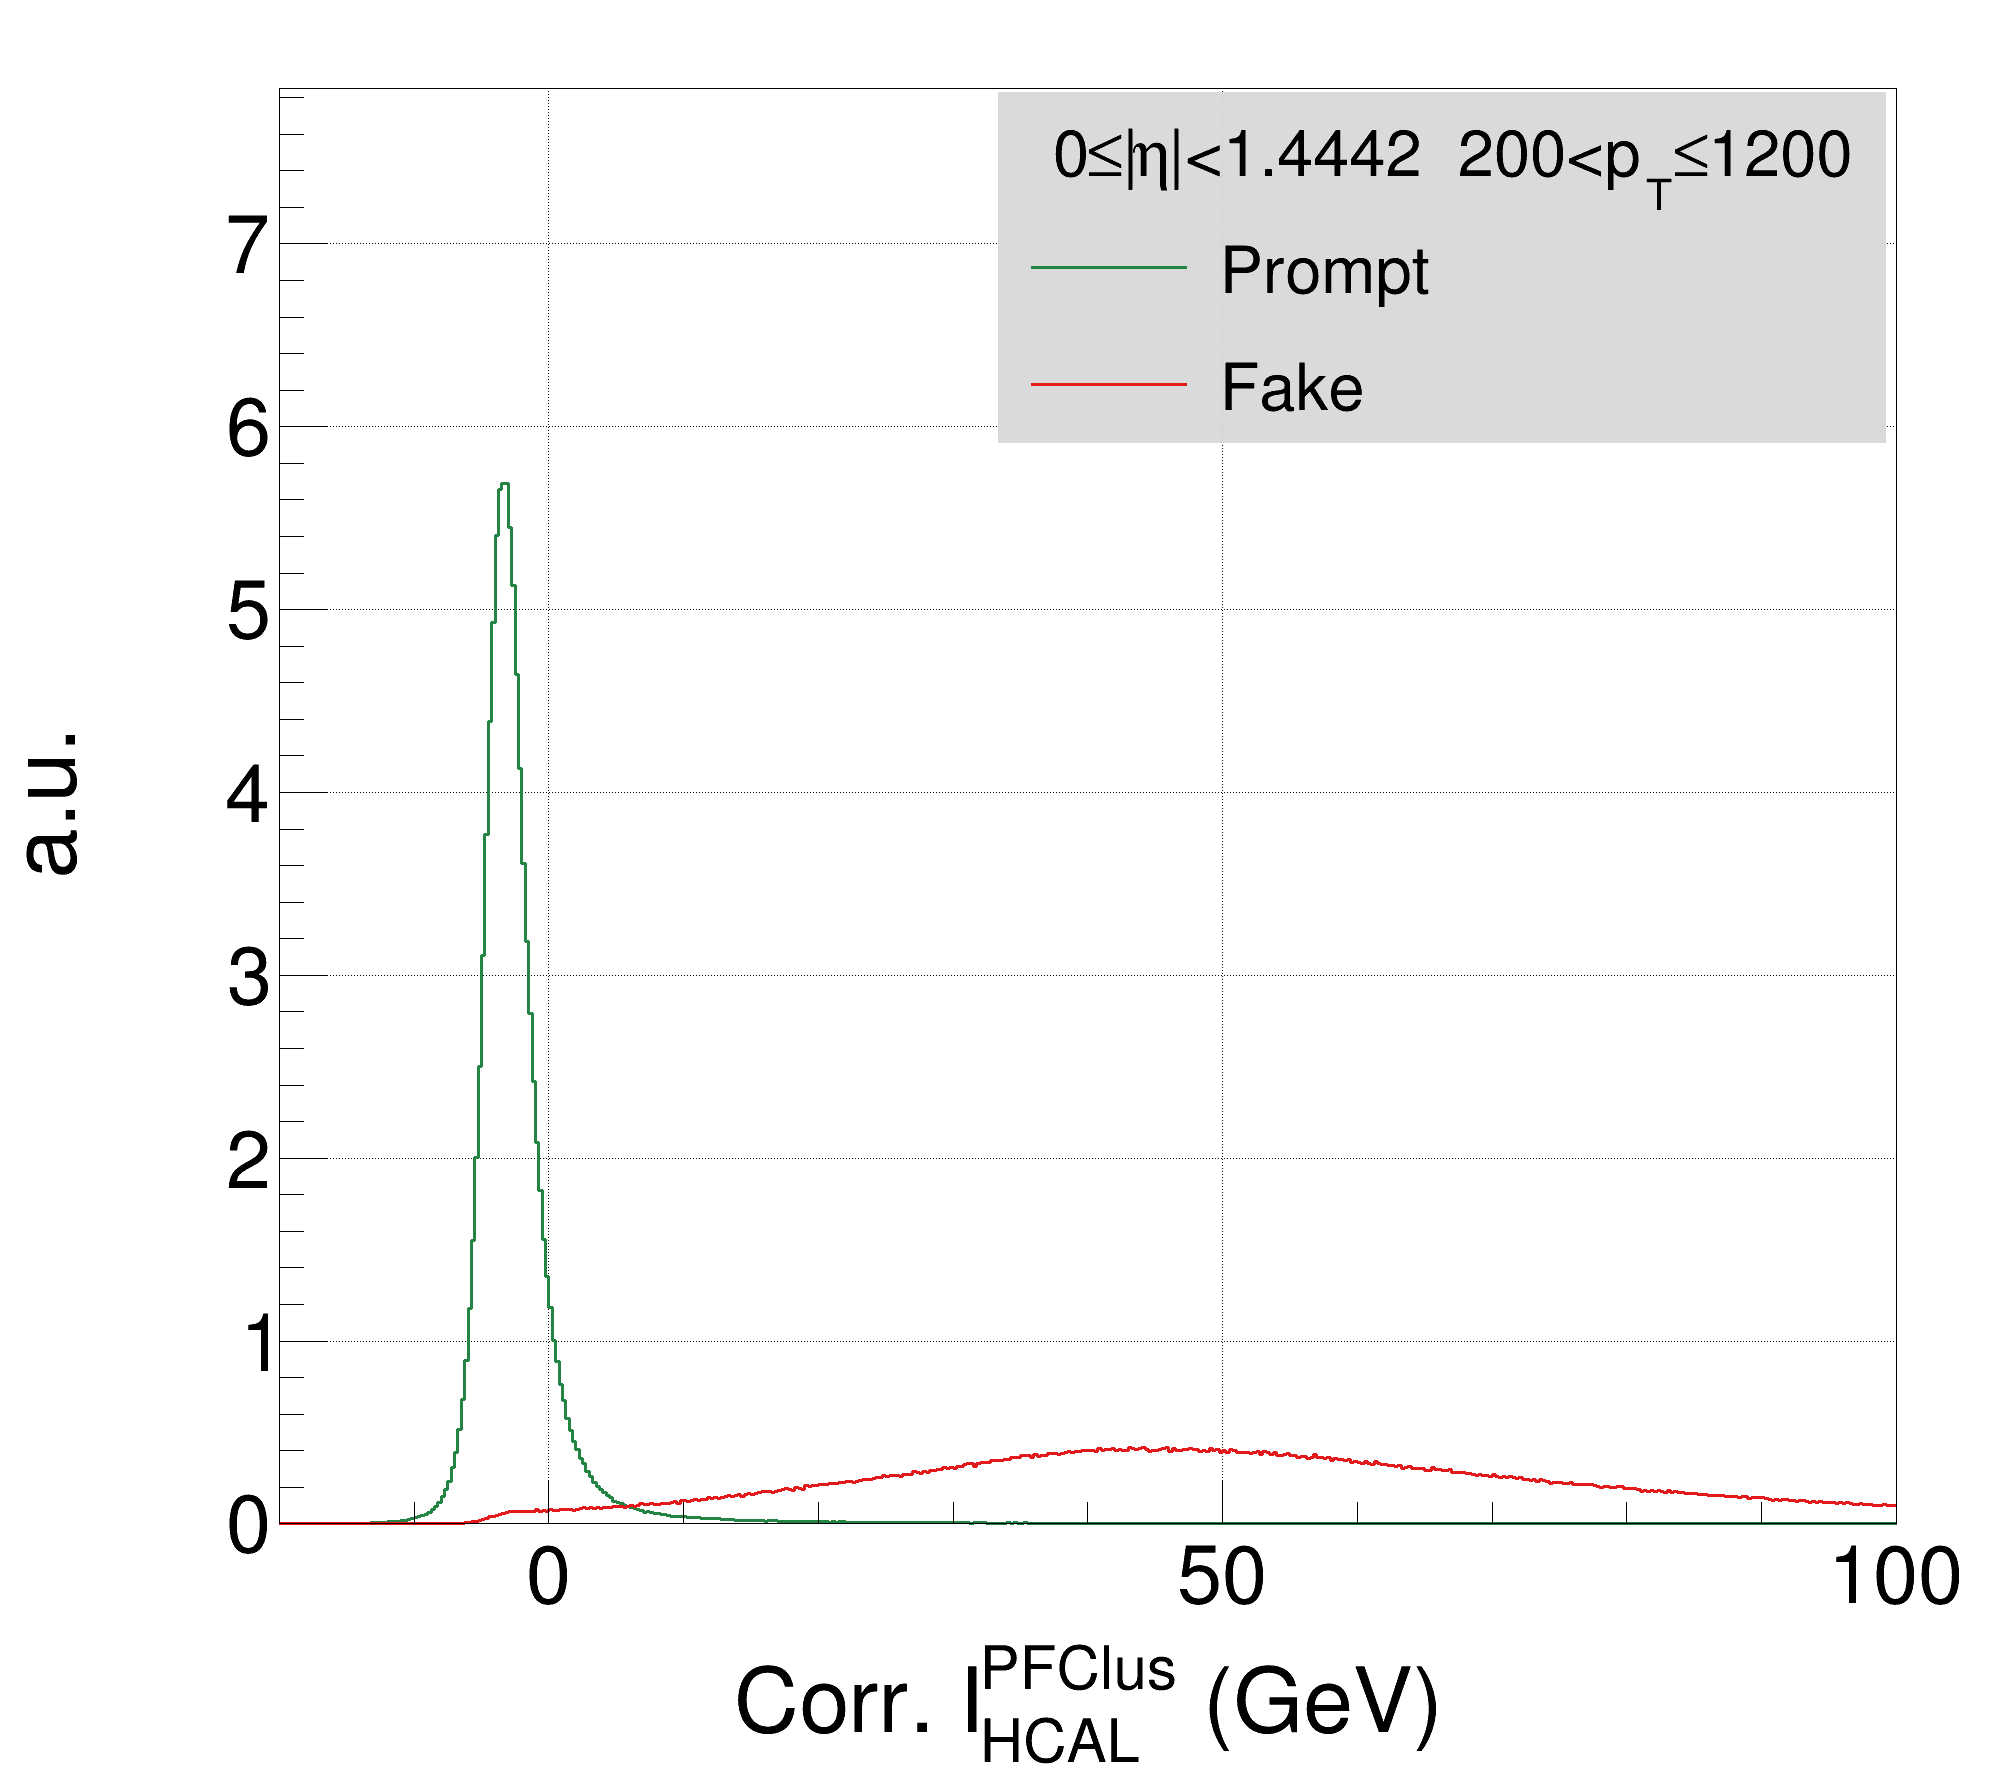 0≤|η|<1.4442 200<p_T≤1200
Prompt
Fake
7
6
5
4
3
2
1
0
a.u.
0 50 100
Corr. I^PFClus_HCAL (GeV)